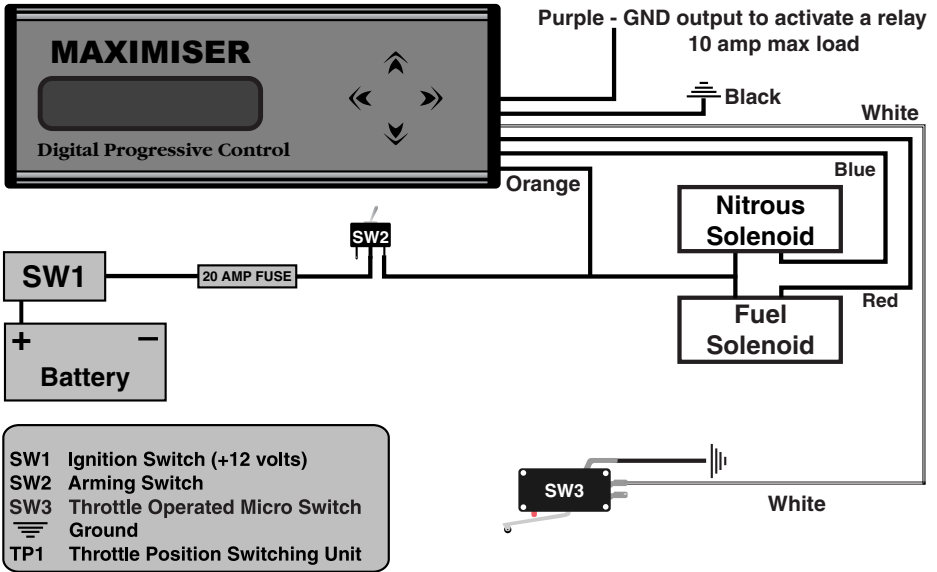 Purple - GND output to activate a relay
10 amp max load
MAXIMISER
Digital Progressive Control
Black
White
Blue
Orange
Nitrous
Solenoid
SW2
SW1
20 AMP FUSE
Red
Fuel
Solenoid
+ –
Battery
SW1 Ignition Switch (+12 volts)
SW2 Arming Switch
SW3 Throttle Operated Micro Switch
Ground
TP1 Throttle Position Switching Unit
SW3
White